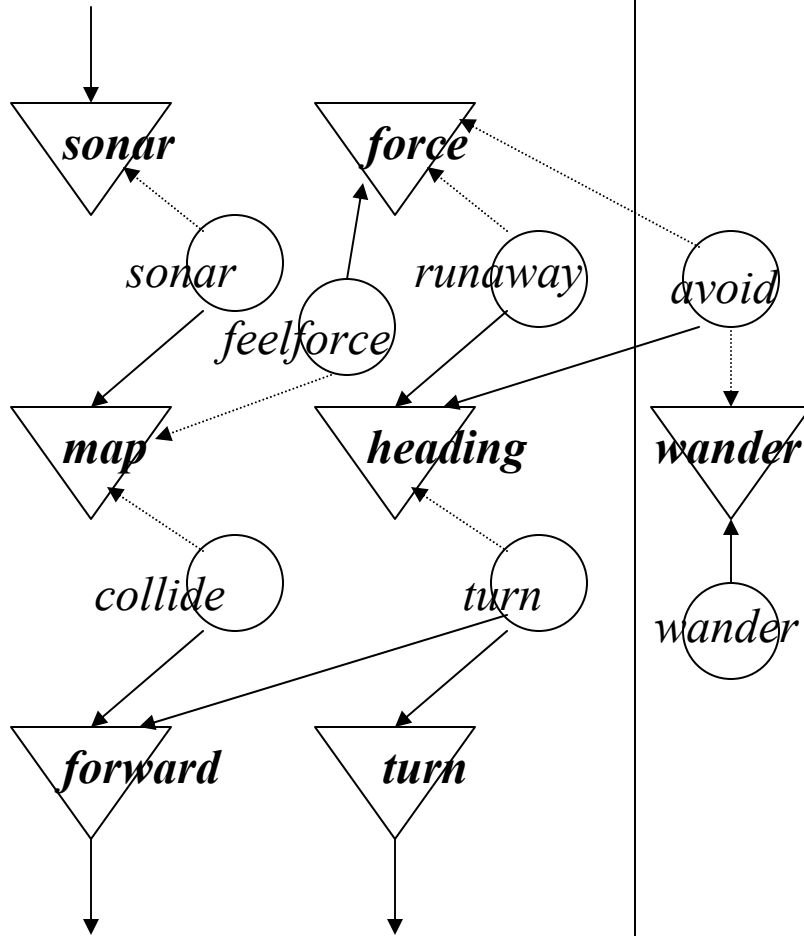 sonar
force
sonar
runaway
avoid
feelforce
map
heading
wander
collide
turn
wander
forward
turn